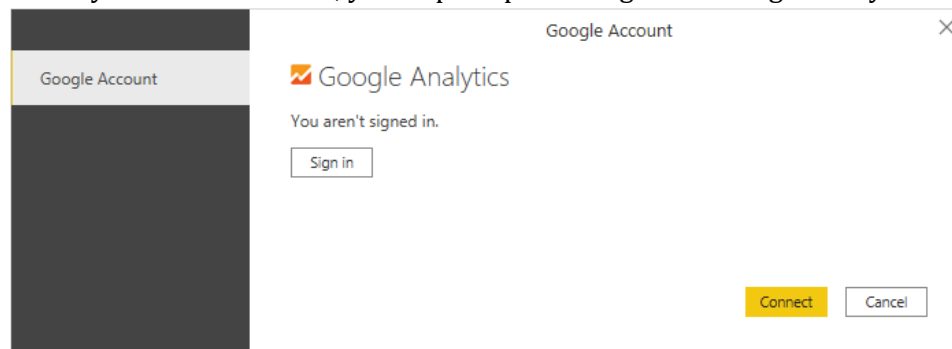 Google Account
Google Account
Google Analytics
You aren't signed in.
Sign in
Connect
Cancel